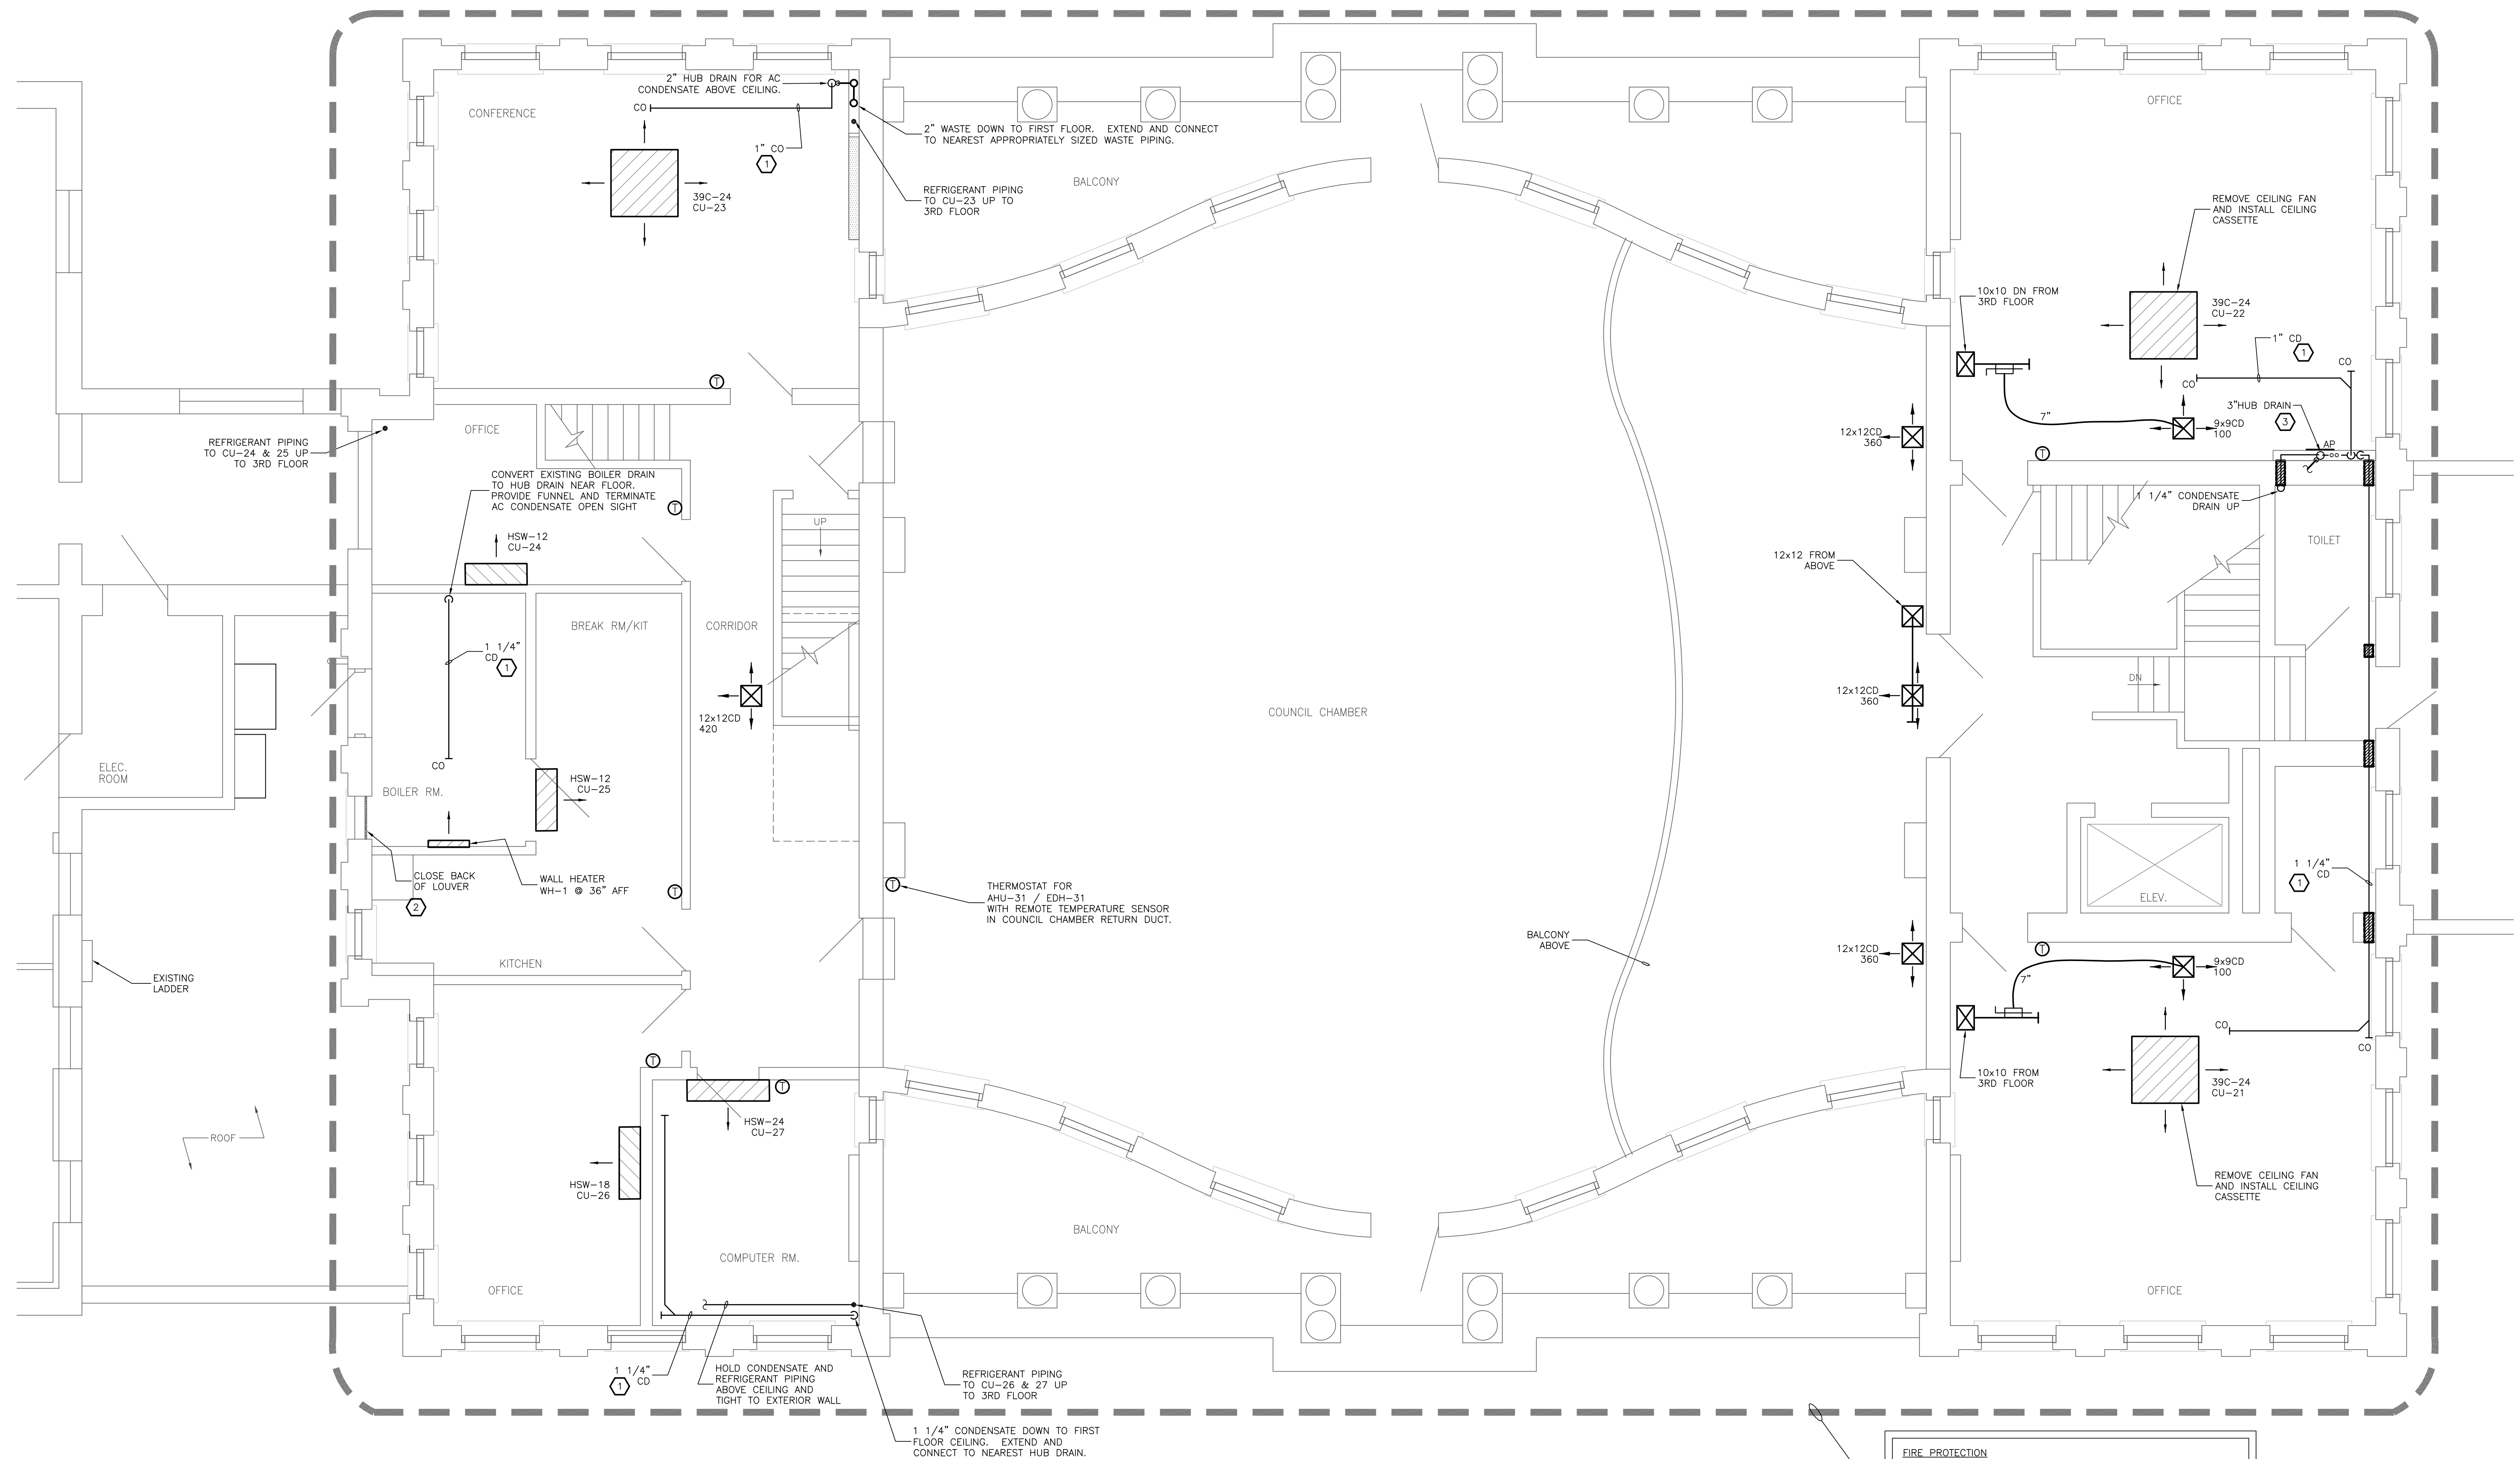 2" HUB DRAIN FOR AC
CONDENSATE ABOVE CEILING.
CONFERENCE
CO
1" CO
1
2" WASTE DOWN TO FIRST FLOOR. EXTEND AND CONNECT
TO NEAREST APPROPRIATELY SIZED WASTE PIPING.
39C-24
CU-23
REFRIGERANT PIPING
TO CU-23 UP TO
3RD FLOOR
BALCONY
T
OFFICE
REFRIGERANT PIPING
TO CU-24 & 25 UP
TO 3RD FLOOR
CONVERT EXISTING BOILER DRAIN
TO HUB DRAIN NEAR FLOOR.
PROVIDE FUNNEL AND TERMINATE
AC CONDENSATE OPEN SIGHT
T
UP
HSW-12
CU-24
BREAK RM/KIT
CORRIDOR
1 1/4"
CD
1
12x12CD
420
CO
ELEC.
ROOM
BOILER RM.
HSW-12
CU-25
CLOSE BACK
OF LOUVER
2
WALL HEATER
WH-1 @ 36" AFF
T
T
THERMOSTAT FOR
AHU-31 / EDH-31
WITH REMOTE TEMPERATURE SENSOR
IN COUNCIL CHAMBER RETURN DUCT.
KITCHEN
EXISTING
LADDER
ROOF
T
T
HSW-24
CU-27
HSW-18
CU-26
COMPUTER RM.
OFFICE
BALCONY
1 1/4"
CD
1
HOLD CONDENSATE AND
REFRIGERANT PIPING
ABOVE CEILING AND
TIGHT TO EXTERIOR WALL
REFRIGERANT PIPING
TO CU-26 & 27 UP
TO 3RD FLOOR
1 1/4" CONDENSATE DOWN TO FIRST
FLOOR CEILING. EXTEND AND
CONNECT TO NEAREST HUB DRAIN.
COUNCIL CHAMBER
BALCONY
ABOVE
12x12CD
360
12x12 FROM
ABOVE
12x12CD
360
12x12CD
360
OFFICE
REMOVE CEILING FAN
AND INSTALL CEILING
CASSETTE
10x10 DN FROM
3RD FLOOR
39C-24
CU-22
1" CD
1
CO
CO
3"HUB DRAIN
3
7"
9x9CD
100
AP
T
1 1/4" CONDENSATE
DRAIN UP
TOILET
DN
1 1/4"
CD
1
ELEV.
T
9x9CD
100
7"
CO
CO
10x10 FROM
3RD FLOOR
39C-24
CU-21
REMOVE CEILING FAN
AND INSTALL CEILING
CASSETTE
OFFICE
FIRE PROTECTION